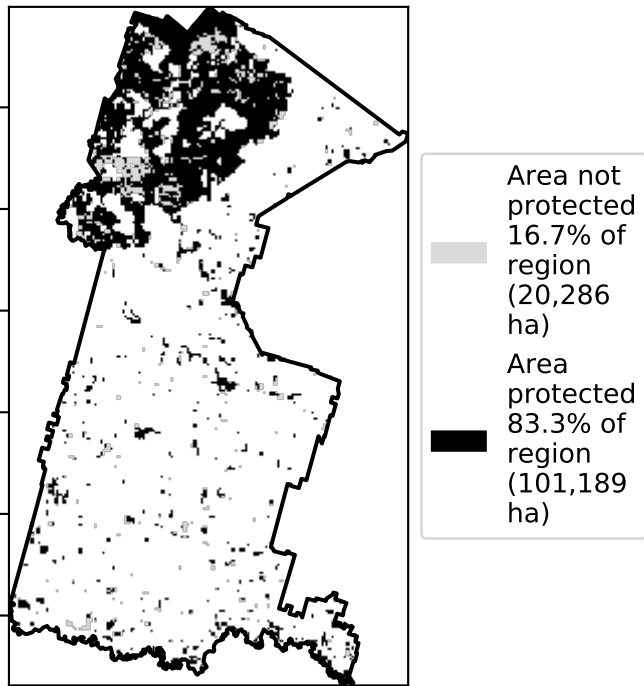 Area not
protected
16.7% of
region
(20,286
ha)
Area
protected
83.3% of
region
(101,189
ha)